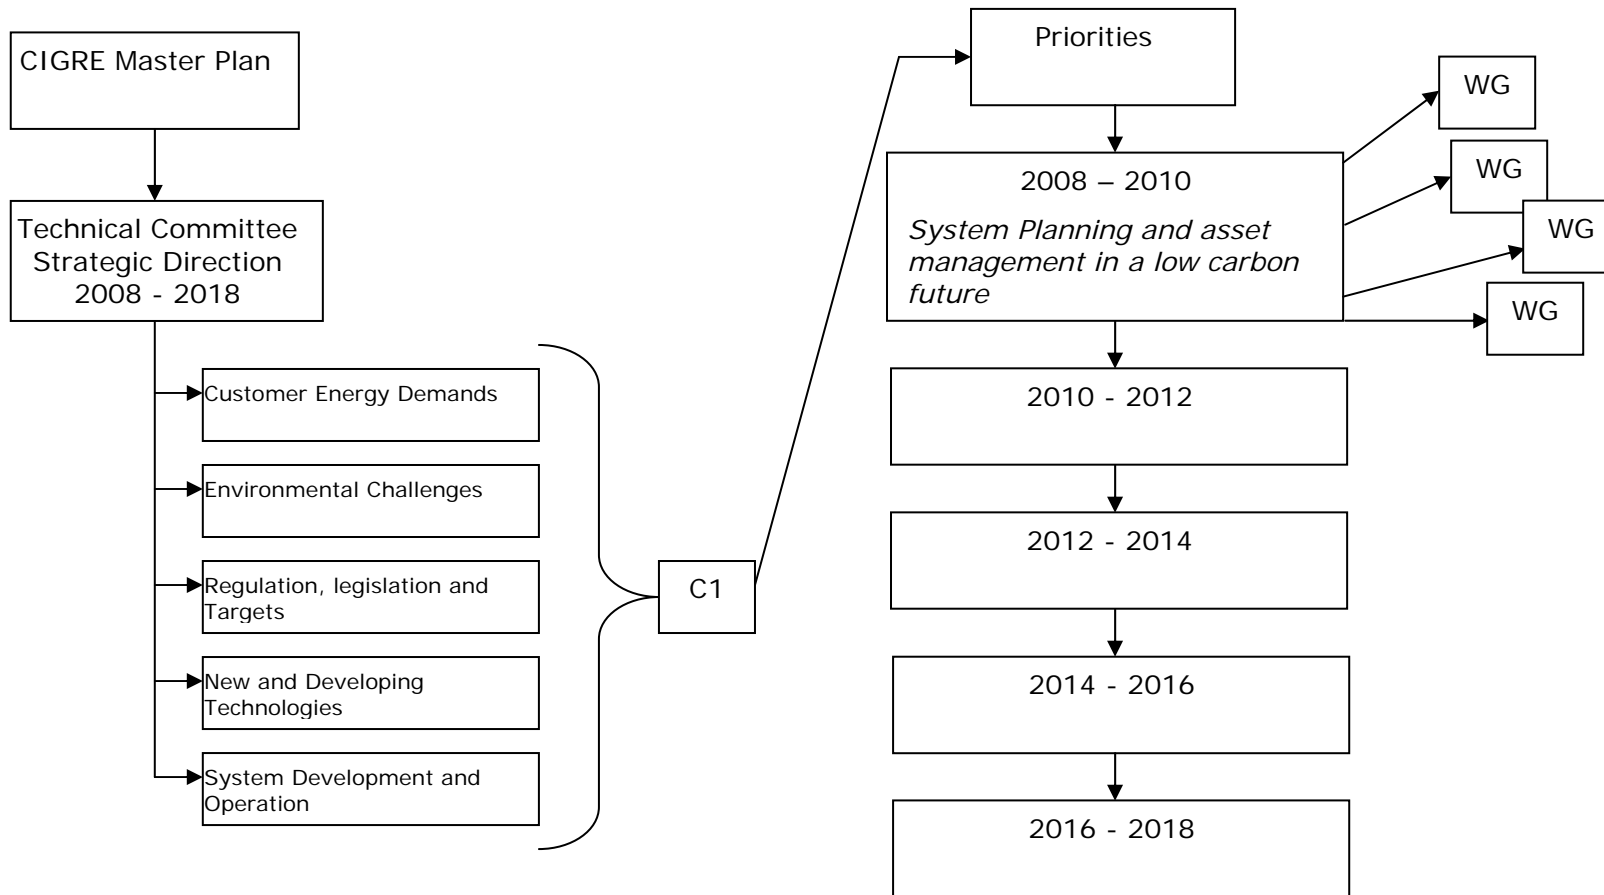 CIGRE Master Plan
Technical Committee
Strategic Direction
2008 - 2018
Customer Energy Demands
Environmental Challenges
Regulation, legislation and
Targets
New and Developing
Technologies
System Development and
Operation
C1
Priorities
2008 – 2010
System Planning and asset
management in a low carbon
future
WG
WG
WG
WG
2010 - 2012
2012 - 2014
2014 - 2016
2016 - 2018